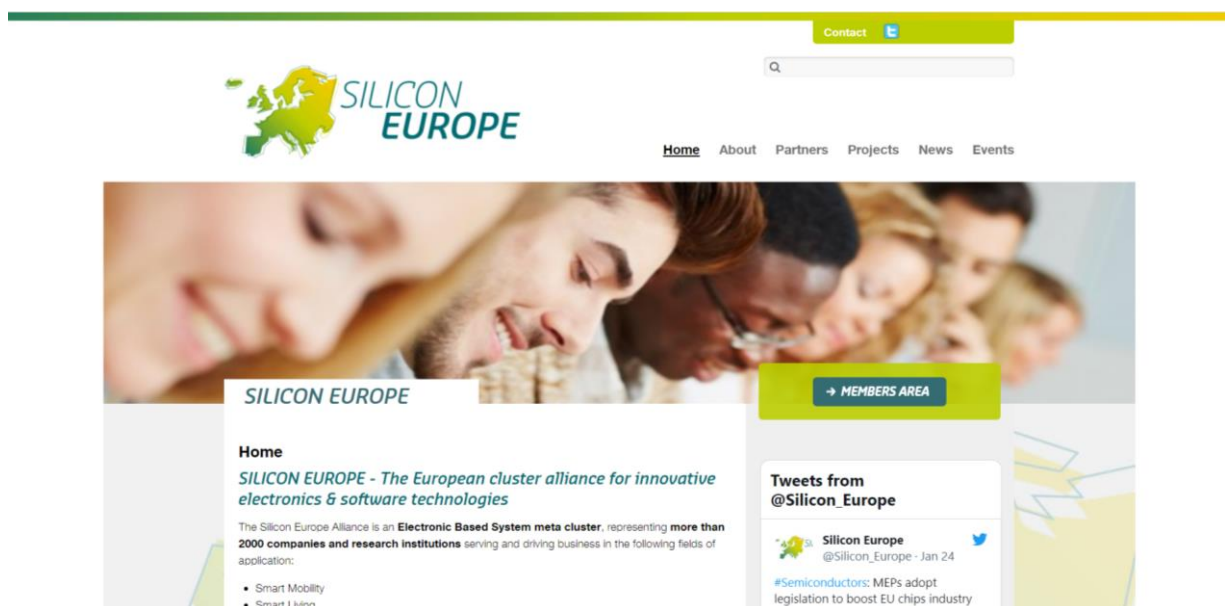 Contact
SILICON
EUROPE
Home About Partners Projects News Events
SILICON EUROPE
→ MEMBERS AREA
Home
SILICON EUROPE - The European cluster alliance for innovative
electronics & software technologies
The Silicon Europe Alliance is an Electronic Based System meta cluster, representing more than
2000 companies and research institutions serving and driving business in the following fields of
application:
• Smart Mobility
• Smart Living
Tweets from
@Silicon_Europe
Silicon Europe
@Silicon_Europe · Jan 24
#Semiconductors: MEPs adopt
legislation to boost EU chips industry